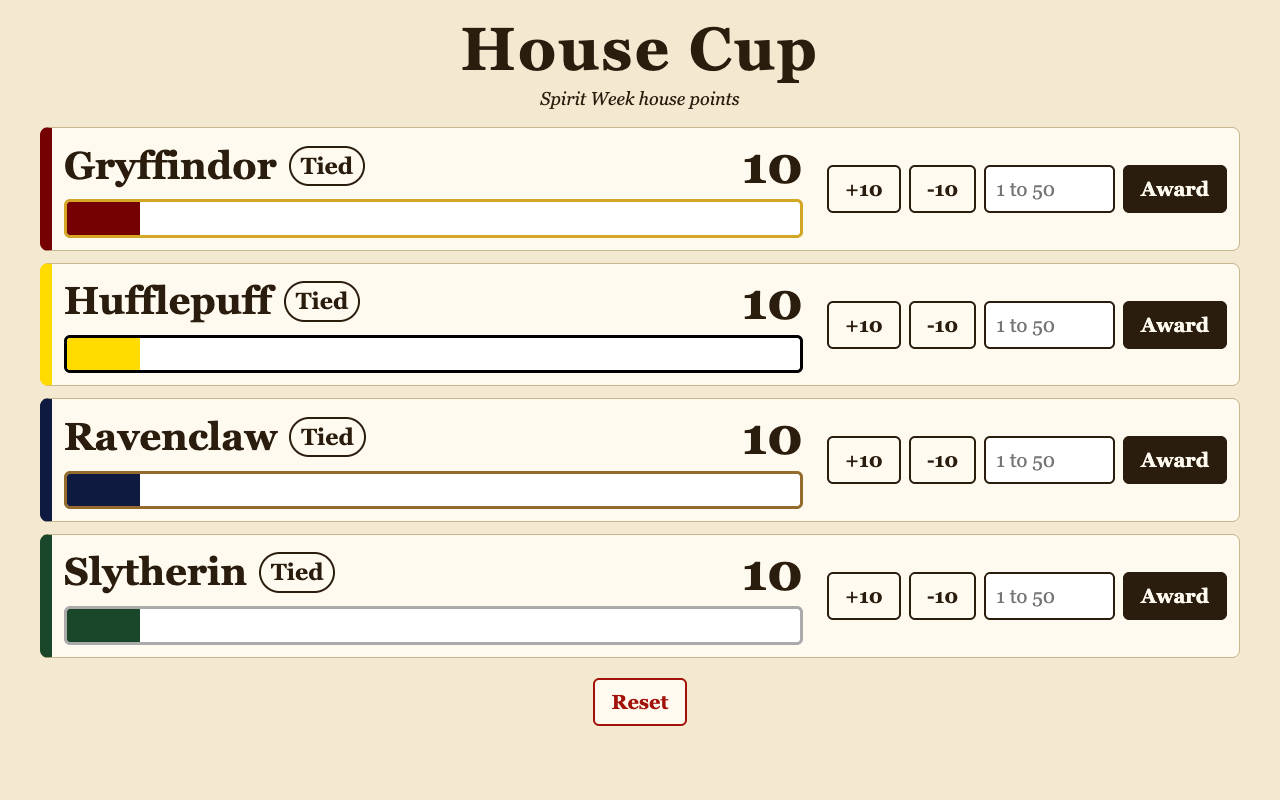 House Cup
Spirit Week house points
Gryffindor Tied 10 +10 -10 1 to 50 Award
Hufflepuff Tied 10 +10 -10 1 to 50 Award
Ravenclaw Tied 10 +10 -10 1 to 50 Award
Slytherin Tied 10 +10 -10 1 to 50 Award
Reset